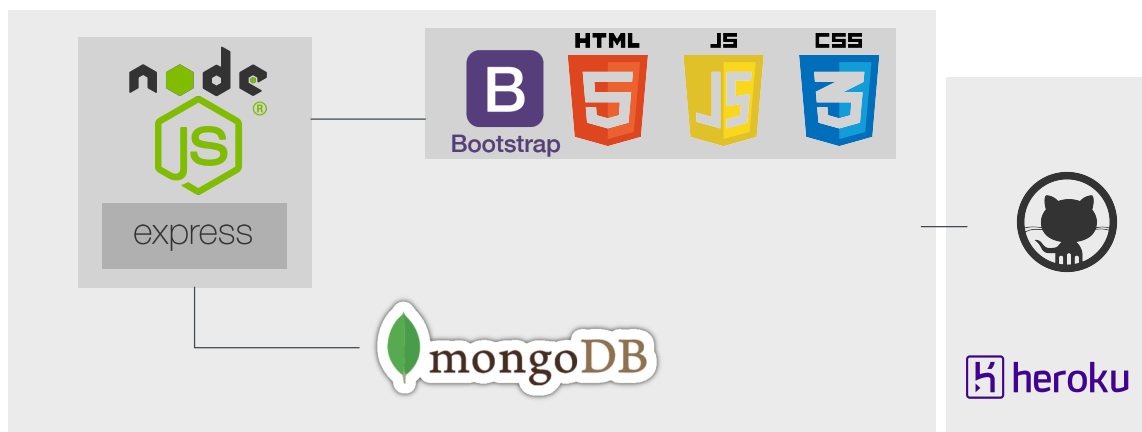 node
JS
®
express
HTML
JS
CSS
B
5
JS
3
Bootstrap
mongoDB
heroku